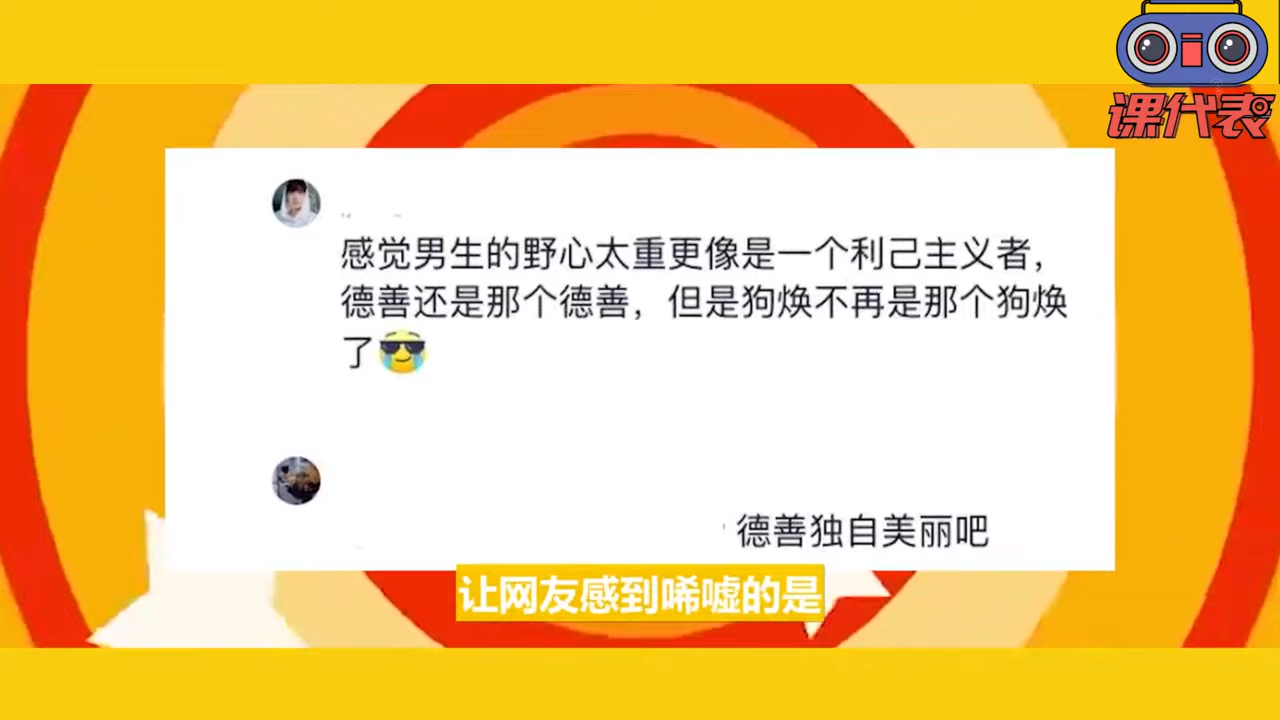 课代表
感觉男生的野心太重更像是一个利己主义者，
德善还是那个德善，但是狗焕不再是那个狗焕
了😎
德善独自美丽吧
让网友感到唏嘘的是